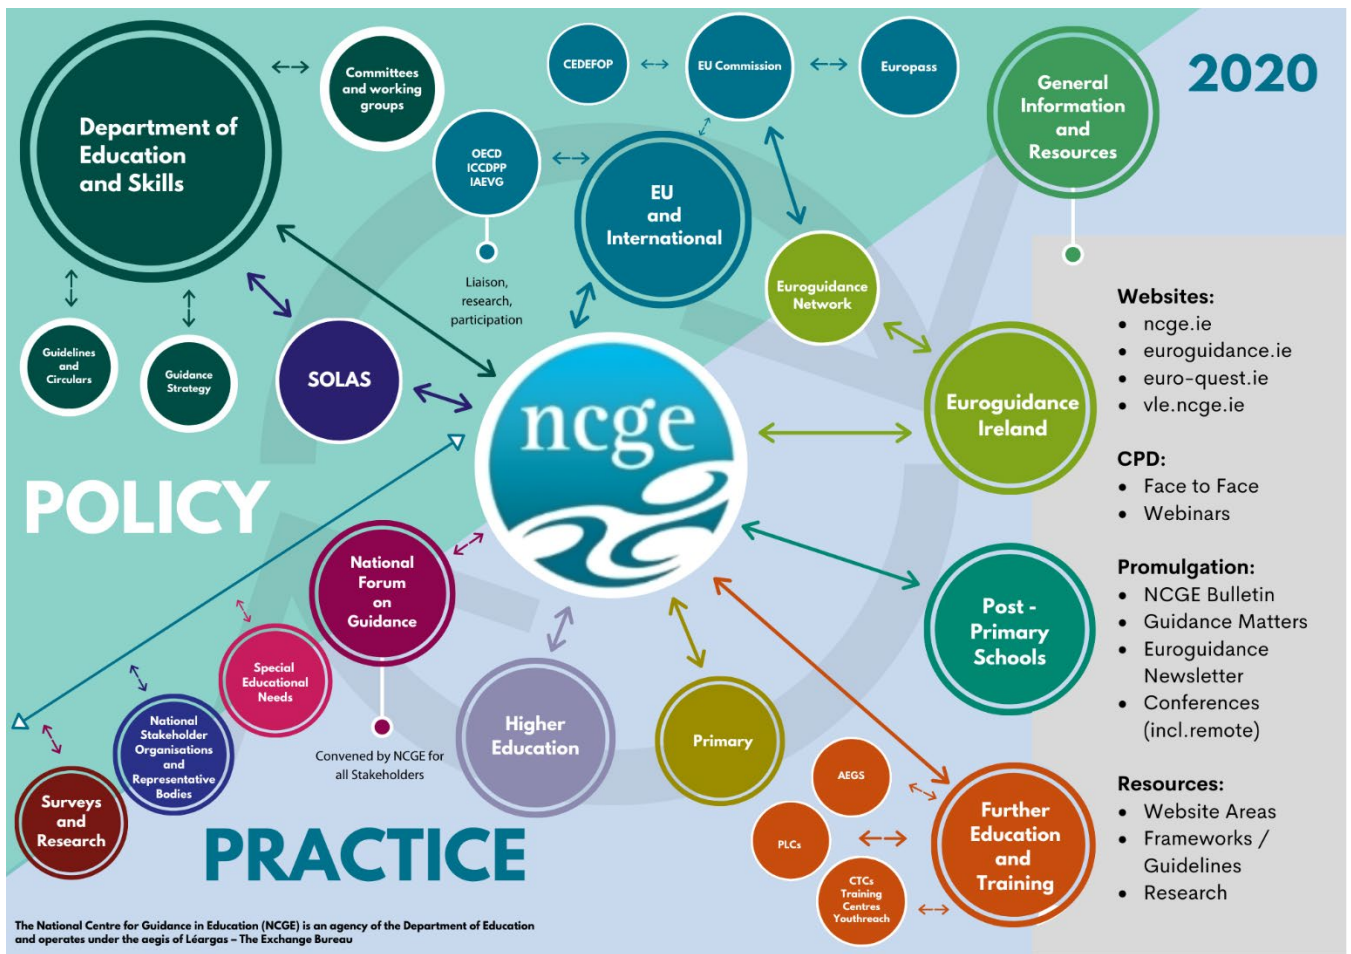 2020
Department of
Education
and Skills
Committees
and working
groups
CEDEFOP
EU Commission
Europass
General
Information
and
Resources
OECD
ICCDPP
IAEVG
EU
and
International
Liaison,
research,
participation
Euroguidance
Network
Guidelines
and
Circulars
Guidance
Strategy
SOLAS
ncge
Euroguidance
Ireland
Websites:
• ncge.ie
• euroguidance.ie
• euro-quest.ie
• vle.ncge.ie
CPD:
• Face to Face
• Webinars
Promulgation:
• NCGE Bulletin
• Guidance Matters
• Euroguidance
Newsletter
• Conferences
(incl.remote)
Resources:
• Website Areas
• Frameworks /
Guidelines
• Research
POLICY
National
Forum
on
Guidance
Convened by NCGE for
all Stakeholders
Special
Educational
Needs
National
Stakeholder
Organisations
and
Representative
Bodies
Surveys
and
Research
Higher
Education
Primary
Post -
Primary
Schools
AEGS
PLCs
CTCs
Training
Centres
Youthreach
Further
Education
and
Training
PRACTICE
The National Centre for Guidance in Education (NCGE) is an agency of the Department of Education
and operates under the aegis of Léargas – The Exchange Bureau